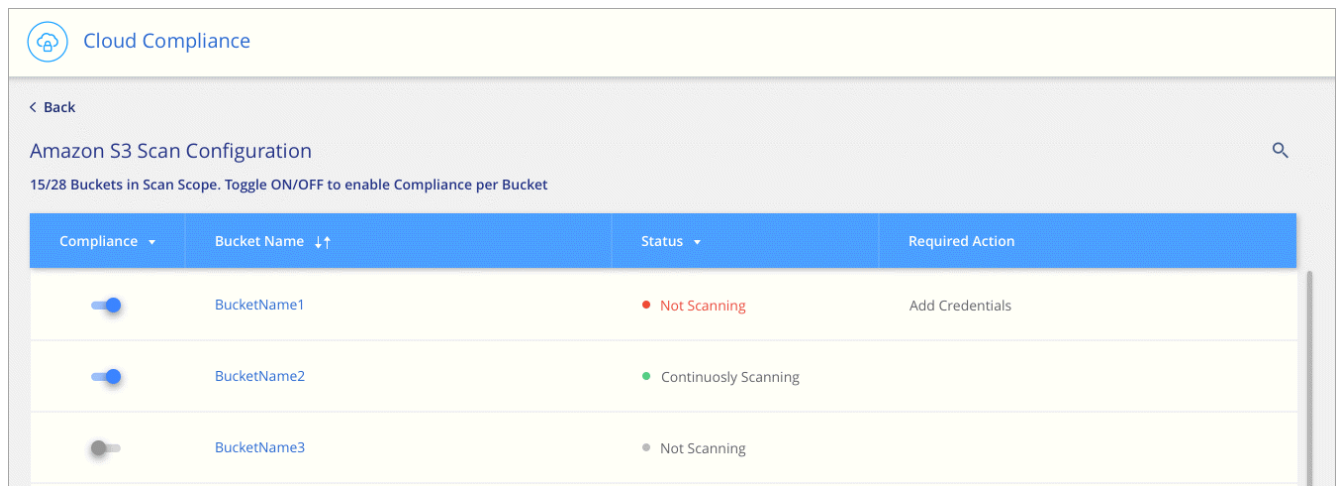 Cloud Compliance
Back
Amazon S3 Scan Configuration
15/28 Buckets in Scan Scope. Toggle ON/OFF to enable Compliance per Bucket
Compliance Bucket Name Status Required Action
BucketName1 Not Scanning Add Credentials
BucketName2 Continuosly Scanning
BucketName3 Not Scanning